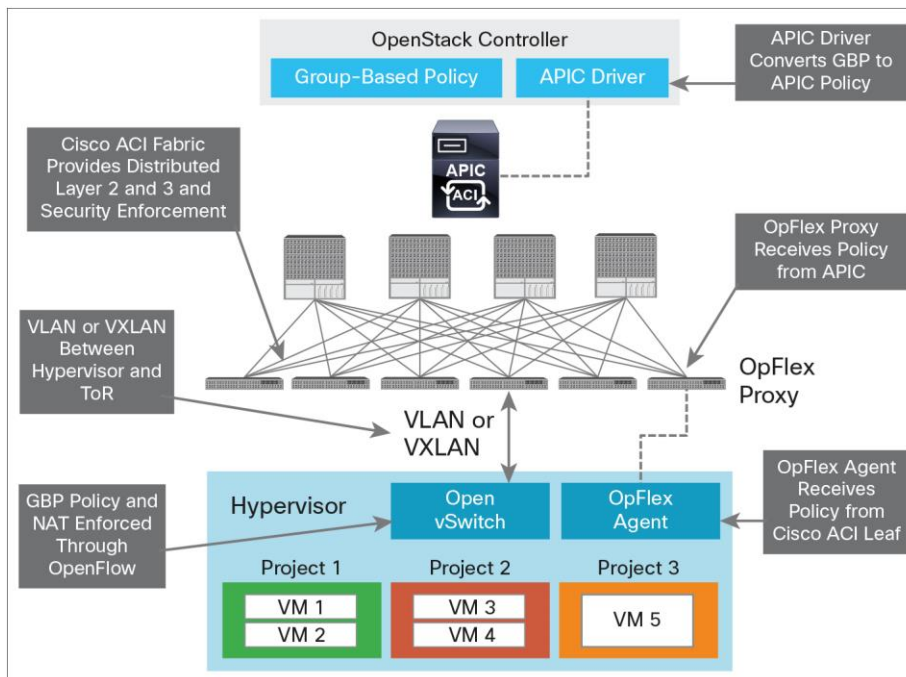 OpenStack Controller
Group-Based Policy
APIC Driver
APIC Driver
Converts GBP to
APIC Policy
Cisco ACI Fabric
Provides Distributed
Layer 2 and 3 and
Security Enforcement
APIC
ACI
OpFlex Proxy
Receives Policy
from APIC
VLAN or VXLAN
Between
Hypervisor and
ToR
OpFlex
Proxy
VLAN or
VXLAN
GBP Policy and
NAT Enforced
Through
OpenFlow
Hypervisor
Open
vSwitch
OpFlex
Agent
OpFlex Agent
Receives
Policy from
Cisco ACI Leaf
Project 1
VM 1
VM 2
Project 2
VM 3
VM 4
Project 3
VM 5